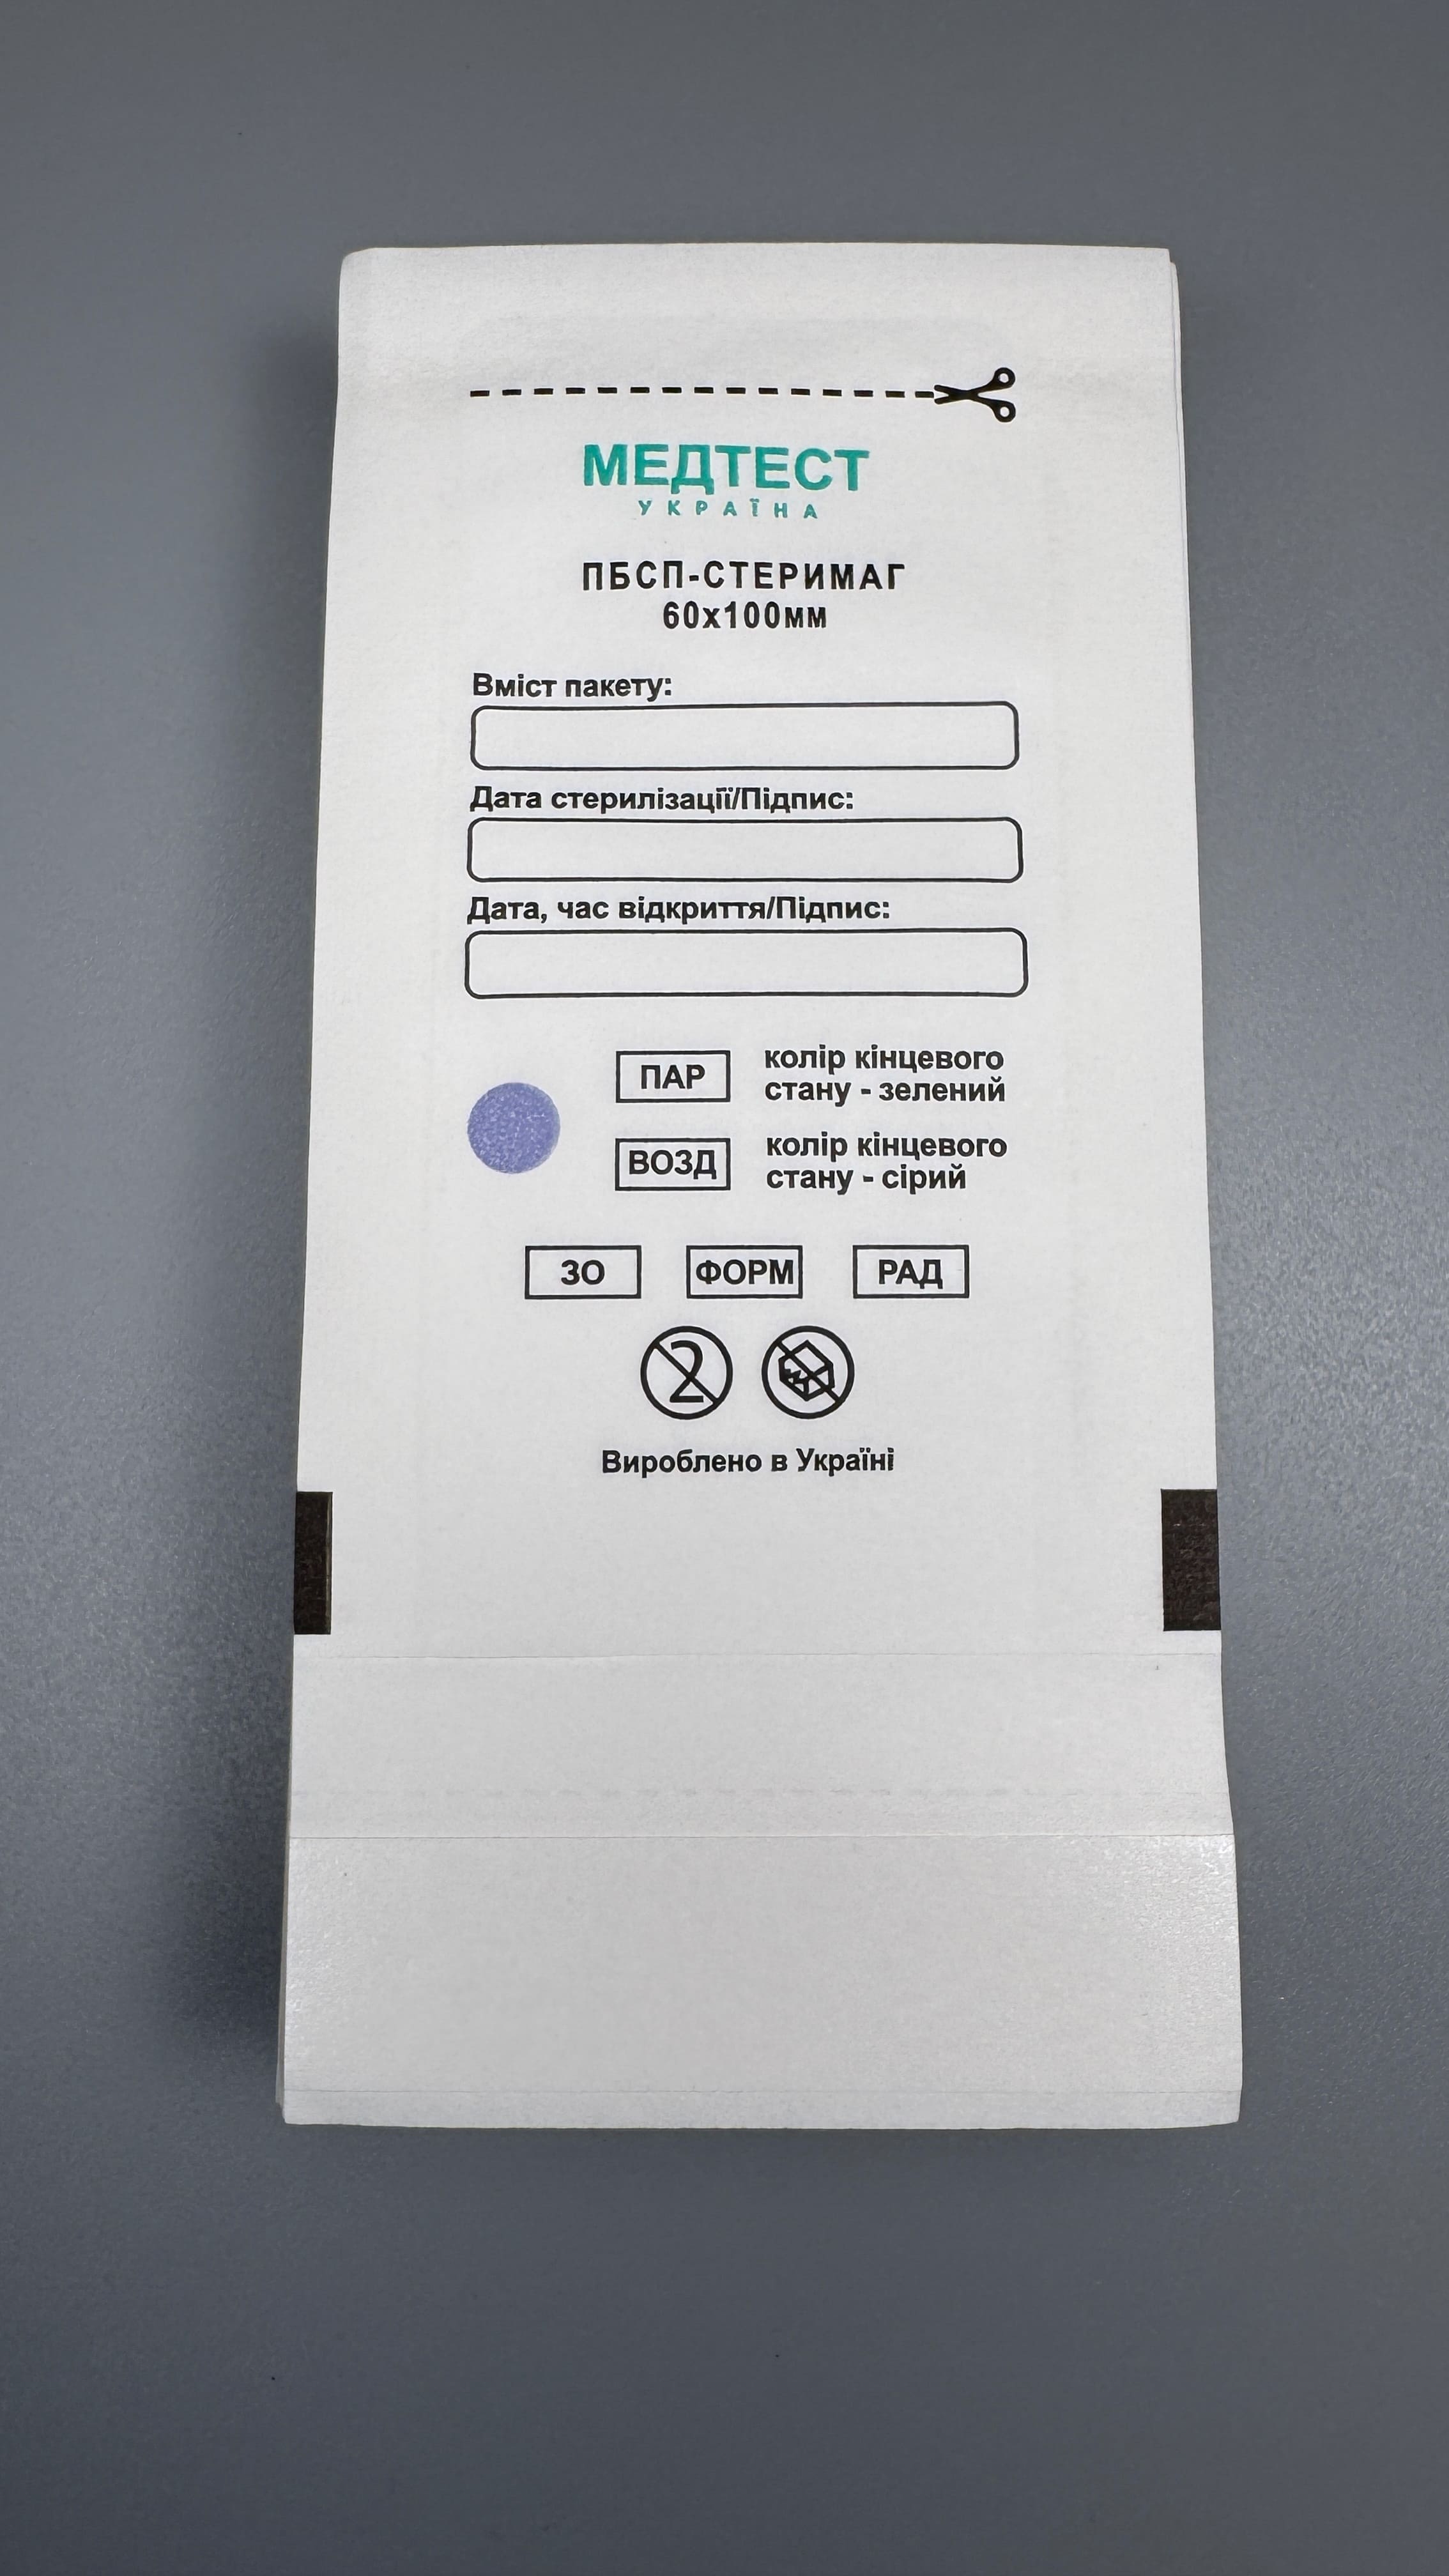 МЕДТЕСТ
УКРАЇНА
ПБСП-СТЕРИМАГ
60х100мм
Вміст пакету:
Дата стерилізації/Підпис:
Дата, час відкриття/Підпис:
ПАР
колір кінцевого
стану - зелений
ВОЗД
колір кінцевого
стану - сірий
ЗО ФОРМ РАД
2
Вироблено в Україні